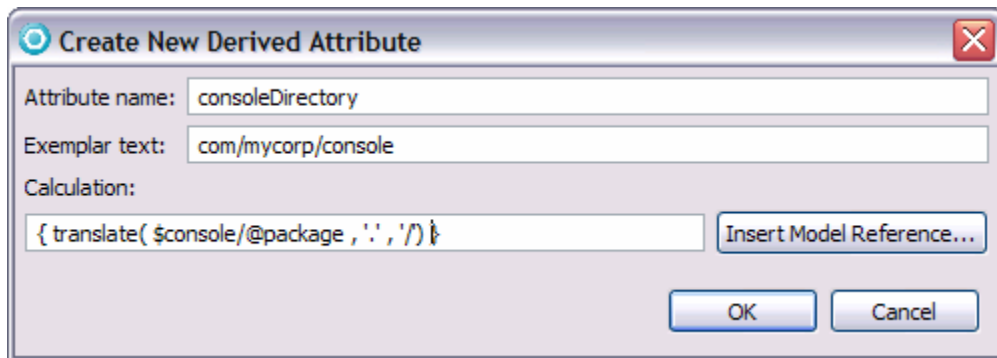 Create New Derived Attribute
Attribute name: consoleDirectory
Exemplar text: com/mycorp/console
Calculation:
{ translate( $console/@package , '.' , '/') } Insert Model Reference...
OK Cancel